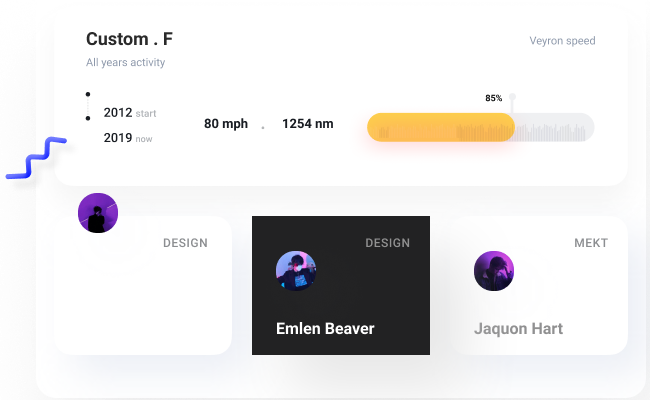 Custom . F
Veyron speed
All years activity
85%
2012 start
80 mph . 1254 nm
2019 now
DESIGN
DESIGN
MEKT
Emlen Beaver
Jaquon Hart